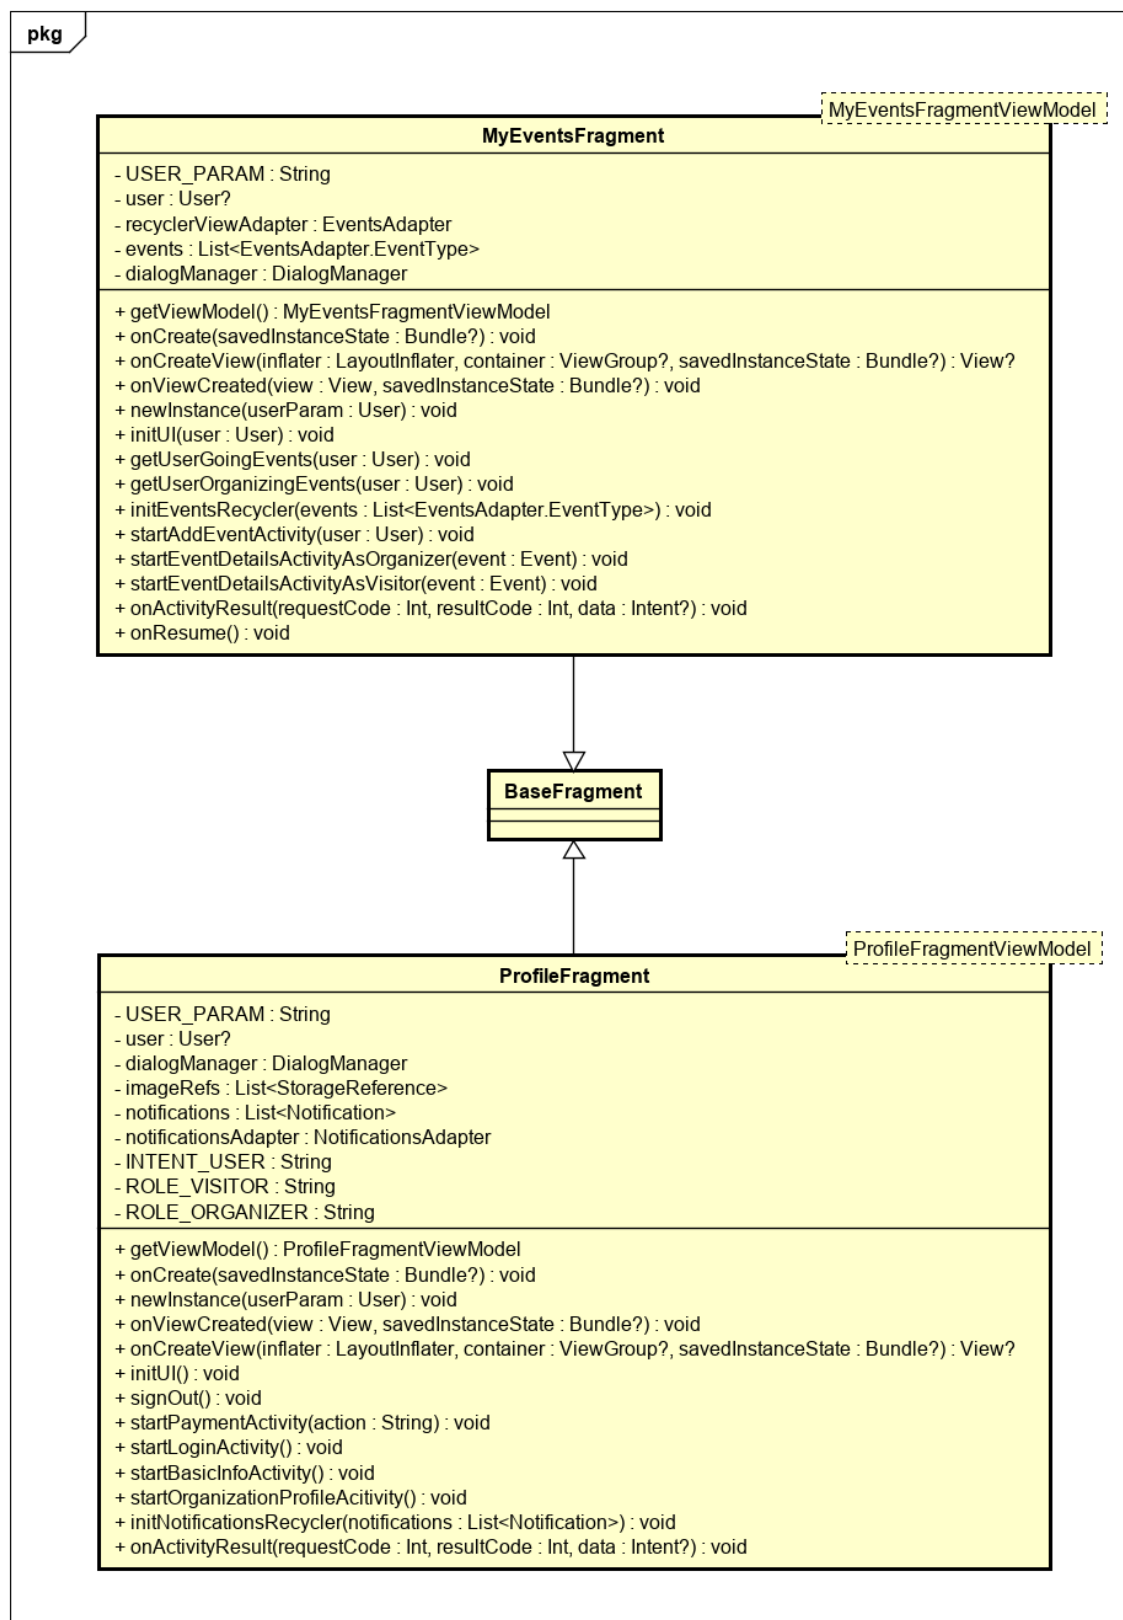 pkg
MyEventsFragmentViewModel
MyEventsFragment
- USER_PARAM : String
- user : User?
- recyclerViewAdapter : EventsAdapter
- events : List<EventsAdapter.EventType>
- dialogManager : DialogManager
+ getViewModel() : MyEventsFragmentViewModel
+ onCreate(savedInstanceState : Bundle?) : void
+ onCreateView(inflater : LayoutInflater, container : ViewGroup?, savedInstanceState : Bundle?) : View?
+ onViewCreated(view : View, savedInstanceState : Bundle?) : void
+ newInstance(userParam : User) : void
+ initUI(user : User) : void
+ getUserGoingEvents(user : User) : void
+ getUserOrganizingEvents(user : User) : void
+ initEventsRecycler(events : List<EventsAdapter.EventType>) : void
+ startAddEventActivity(user : User) : void
+ startEventDetailsActivityAsOrganizer(event : Event) : void
+ startEventDetailsActivityAsVisitor(event : Event) : void
+ onActivityResult(requestCode : Int, resultCode : Int, data : Intent?) : void
+ onResume() : void
BaseFragment
ProfileFragmentViewModel
ProfileFragment
- USER_PARAM : String
- user : User?
- dialogManager : DialogManager
- imageRefs : List<StorageReference>
- notifications : List<Notification>
- notificationsAdapter : NotificationsAdapter
- INTENT_USER : String
- ROLE_VISITOR : String
- ROLE_ORGANIZER : String
+ getViewModel() : ProfileFragmentViewModel
+ onCreate(savedInstanceState : Bundle?) : void
+ newInstance(userParam : User) : void
+ onViewCreated(view : View, savedInstanceState : Bundle?) : void
+ onCreateView(inflater : LayoutInflater, container : ViewGroup?, savedInstanceState : Bundle?) : View?
+ initUI() : void
+ signOut() : void
+ startPaymentActivity(action : String) : void
+ startLoginActivity() : void
+ startBasicInfoActivity() : void
+ startOrganizationProfileAcitivity() : void
+ initNotificationsRecycler(notifications : List<Notification>) : void
+ onActivityResult(requestCode : Int, resultCode : Int, data : Intent?) : void